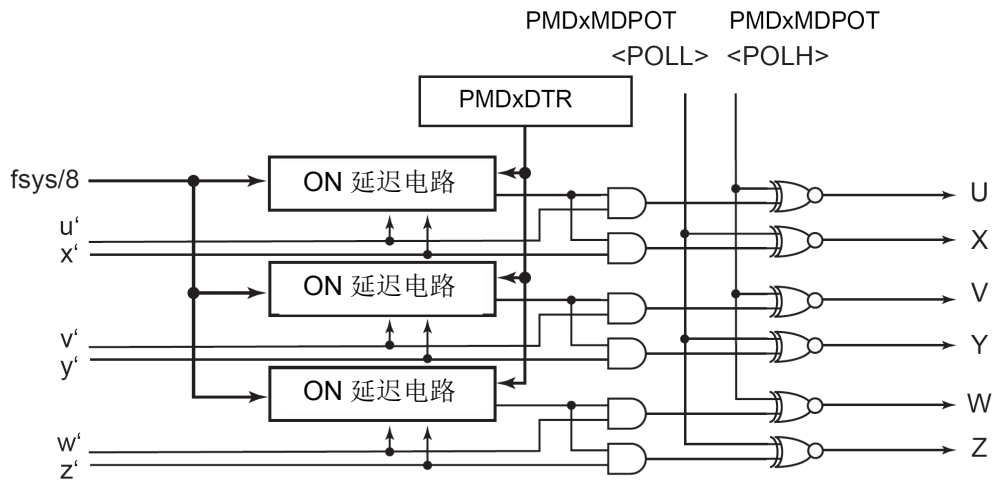 PMDxMDPOT PMDxMDPOT
<POLL> <POLH>
PMDxDTR
fsys/8
ON 延迟电路
U
u‘
X
x‘
ON 延迟电路
V
v‘
Y
y‘
ON 延迟电路
W
w‘
Z
z‘